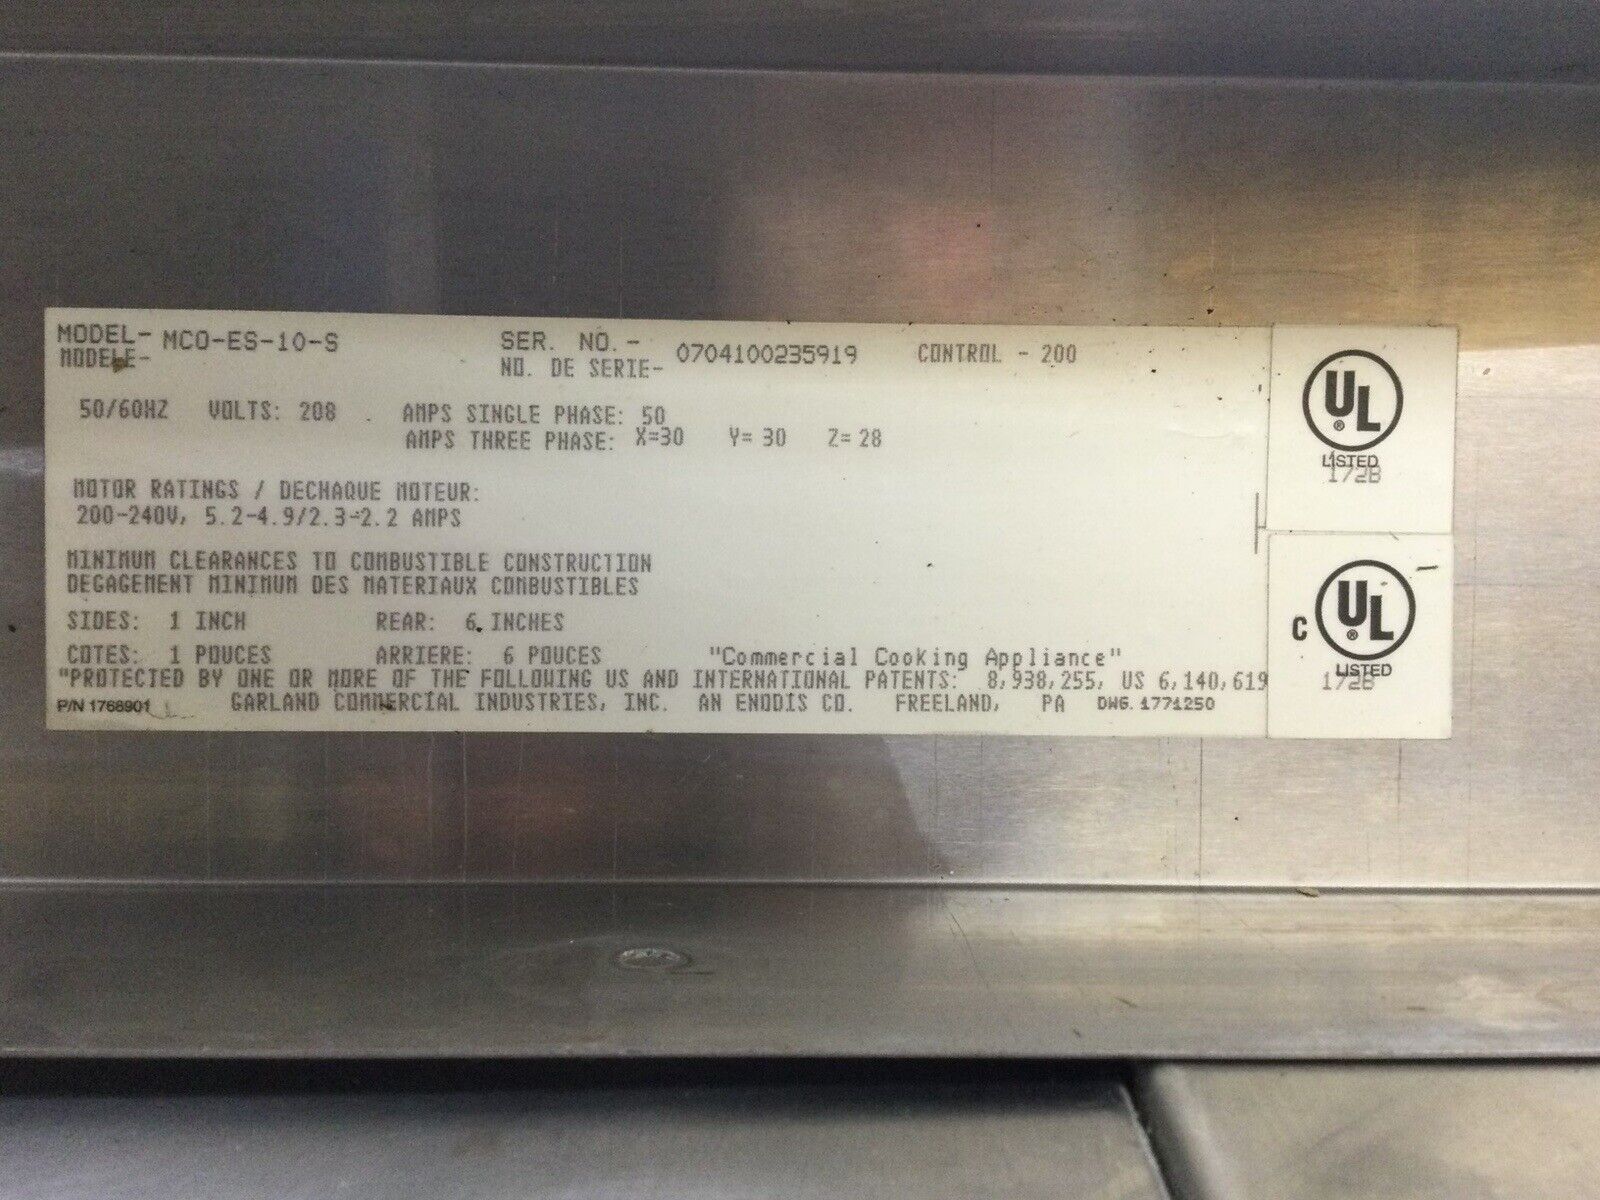 MODEL- MCO-ES-10-S SER. NO.- 0704100235919 CONTROL - 200
MODELE- NO. DE SERIE-
50/60HZ VOLTS: 208 AMPS SINGLE PHASE: 50
AMPS THREE PHASE: X=30 Y= 30 Z= 28
MOTOR RATINGS / DECHAQUE MOTEUR:
200-240V, 5.2-4.9/2.3-2.2 AMPS
MINIMUM CLEARANCES TO COMBUSTIBLE CONSTRUCTION
DEGAGEMENT MINIMUM DES MATERIAUX COMBUSTIBLES
SIDES: 1 INCH REAR: 6 INCHES
COTES: 1 POUCES ARRIERE: 6 POUCES "Commercial Cooking Appliance"
"PROTECTED BY ONE OR MORE OF THE FOLLOWING US AND INTERNATIONAL PATENTS: 8,938,255, US 6,140,619
P/N 1768901 GARLAND COMMERCIAL INDUSTRIES, INC. AN ENODIS CO. FREELAND, PA DWG. 1771250
UL ®
LISTED
172B
C UL ®
LISTED
172B